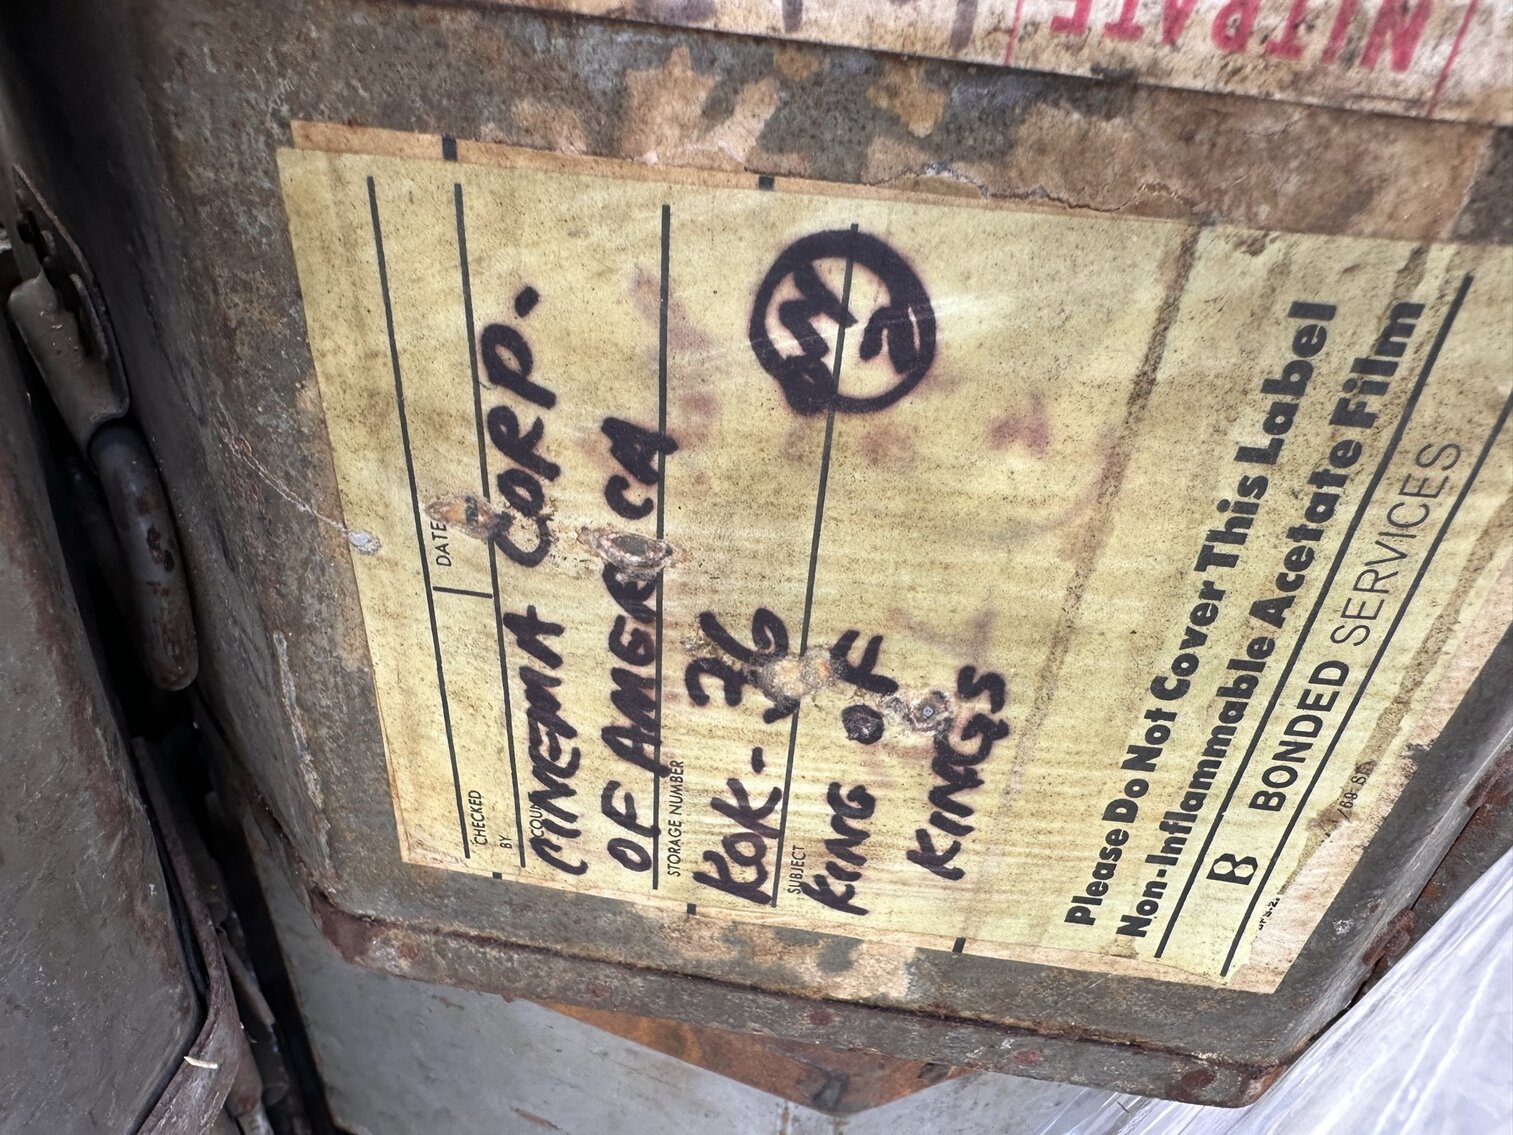 NITRATE
CHECKED
BY
DATE
CINEMA CORP.
OF AMERICA
STORAGE NUMBER
KOK-36
SUBJECT
KING OF
KINGS
Please Do Not Cover This Label
Non-Inflammable Acetate Film
B BONDED SERVICES